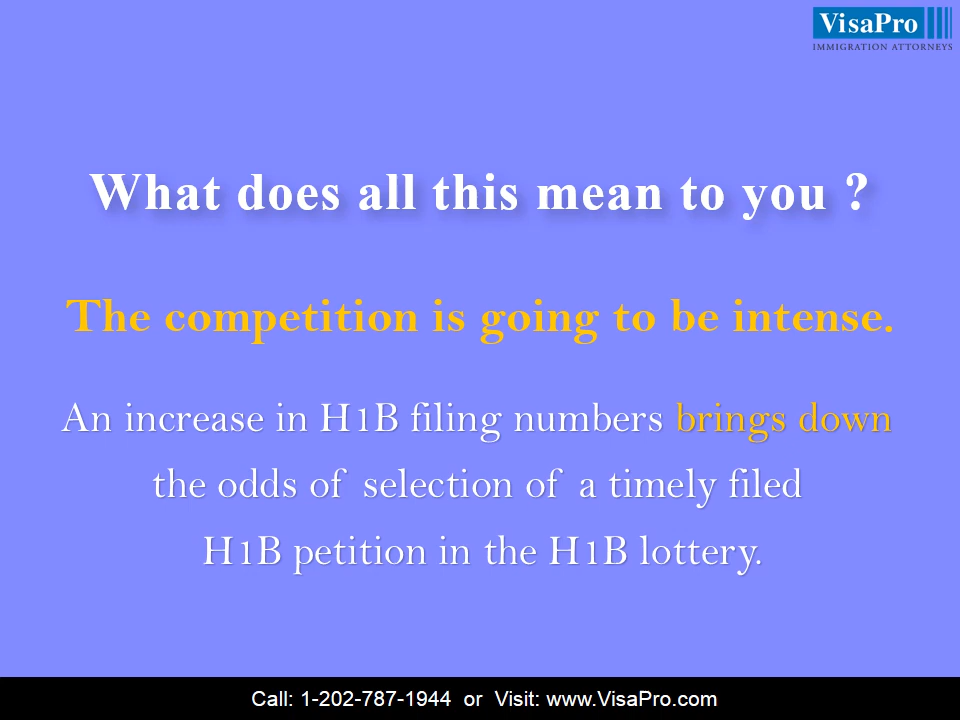 VisaPro
IMMIGRATION ATTORNEYS
What does all this mean to you ?
The competition is going to be intense.
An increase in H1B filing numbers brings down
the odds of selection of a timely filed
H1B petition in the H1B lottery.
Call: 1-202-787-1944 or Visit: www.VisaPro.com